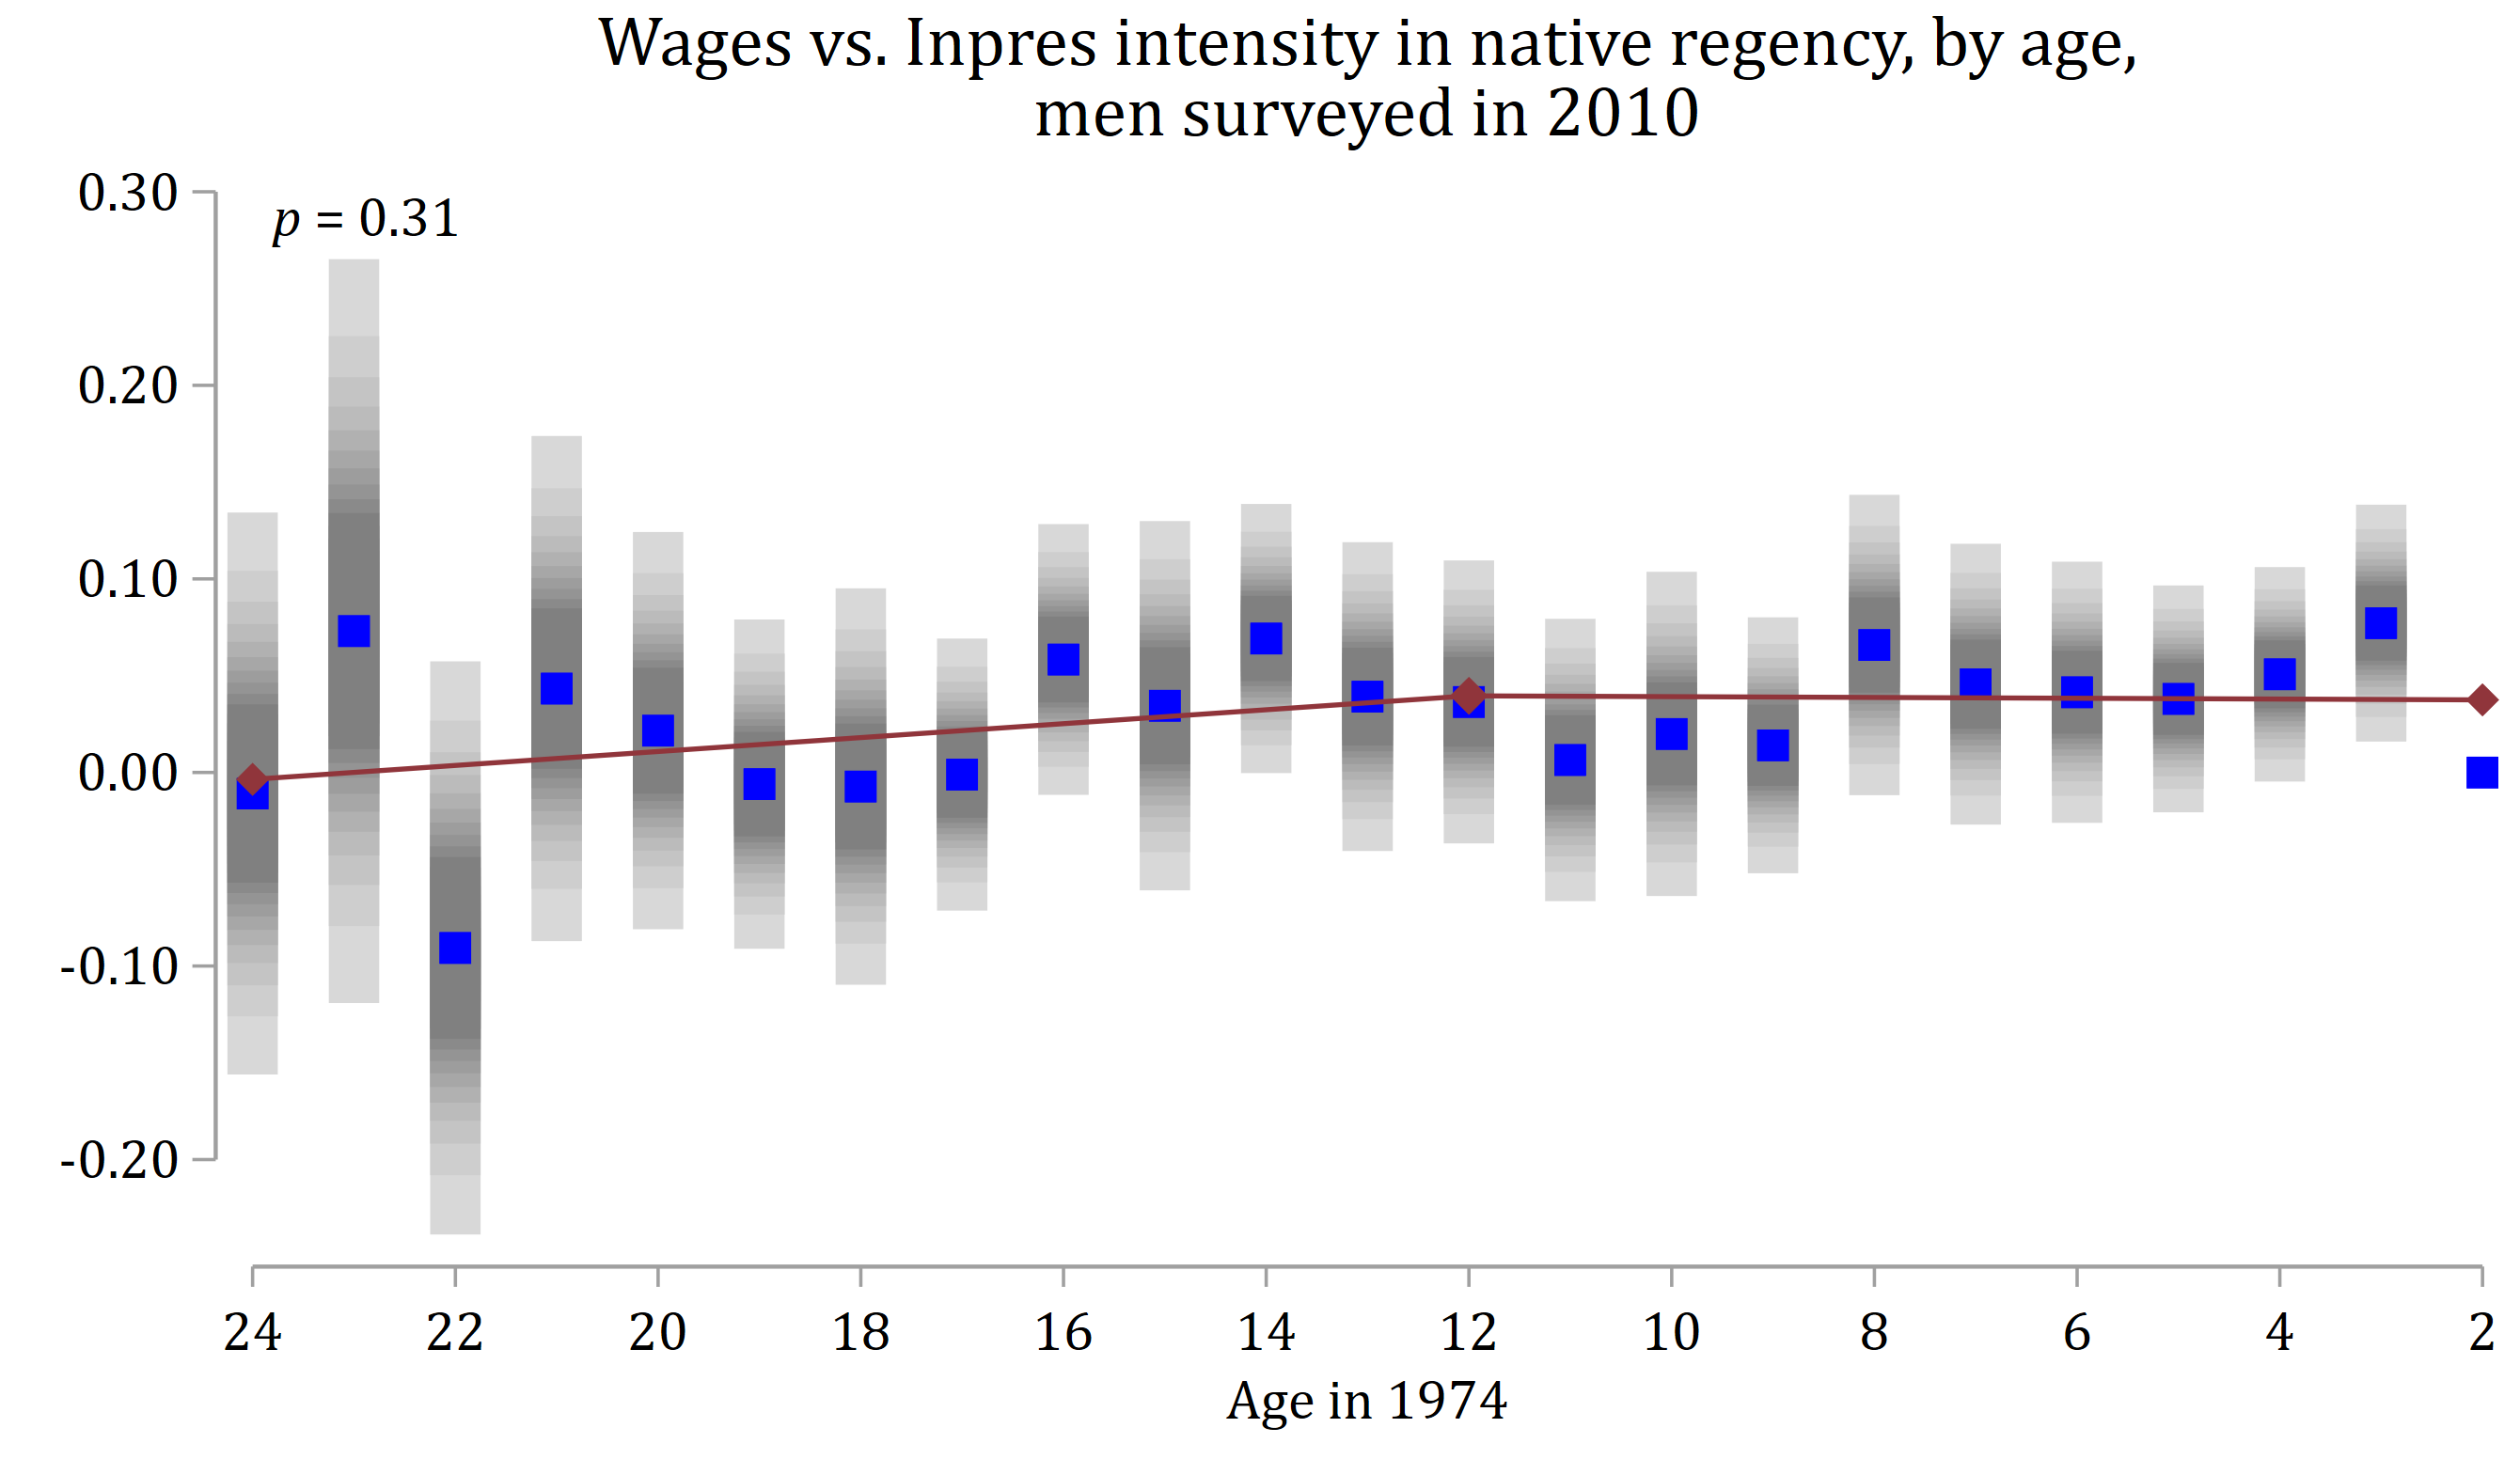 Wages vs. Inpres intensity in native regency, by age,
men surveyed in 2010
0.30
p = 0.31
0.20
0.10
0.00
-0.10
-0.20
24 22 20 18 16 14 12 10 8 6 4 2
Age in 1974